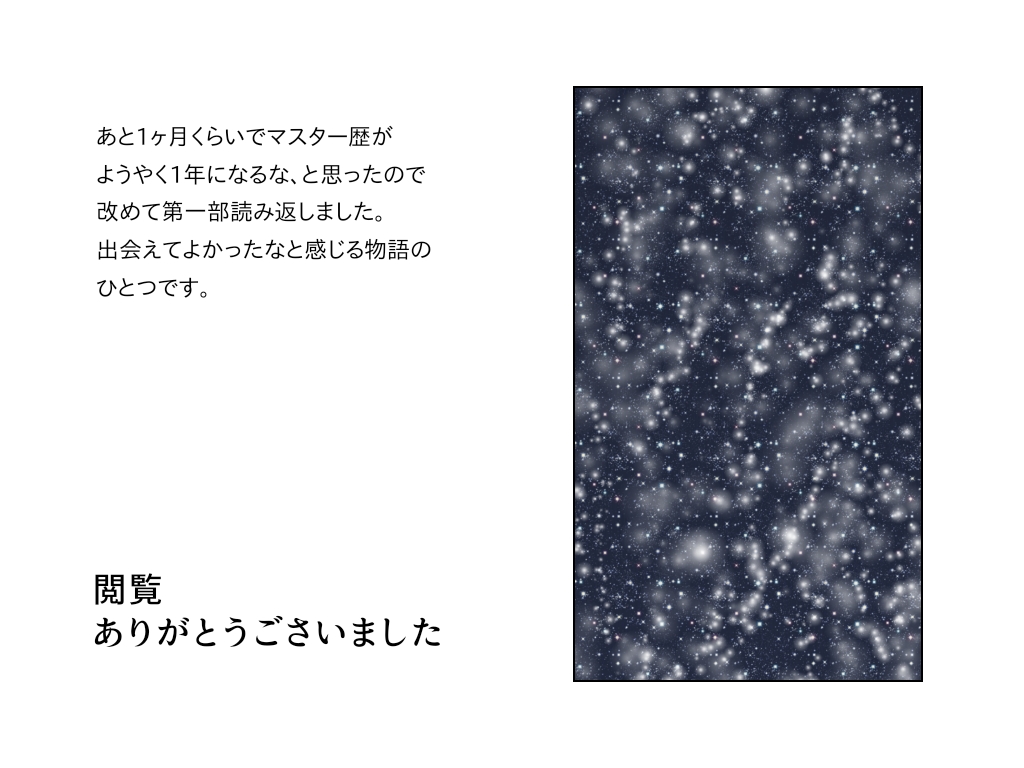 あと1ヶ月くらいでマスター歴が
ようやく1年になるな、と思ったので
改めて第一部読み返しました。
出会えてよかったなと感じる物語の
ひとつです。
閲覧
ありがとうございました